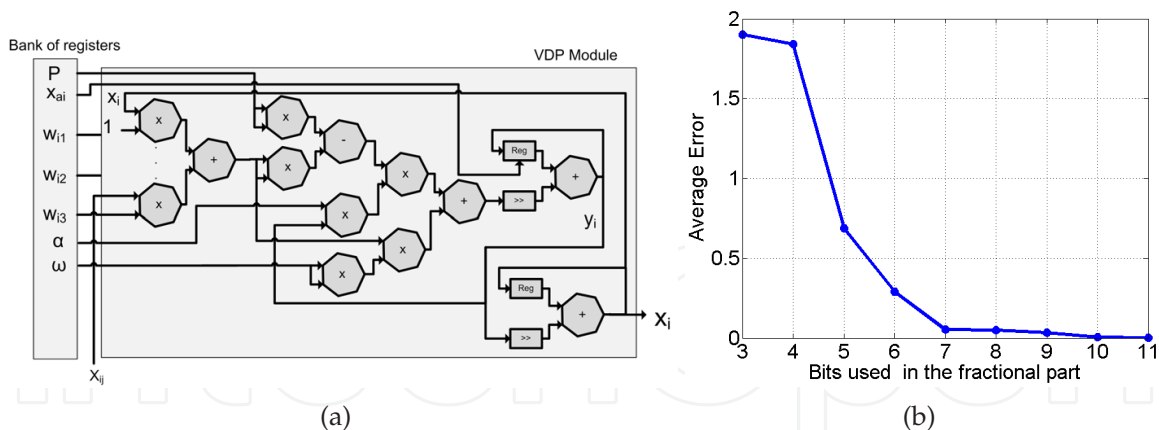 Bank of registers
VDP Module
P
x_ai
w_i1
w_i2
w_i3
α
ω
x_ij
x_i
1
x
x
+
x
x
-
x
x
x
x
+
Reg
>>
+
y_i
Reg
>>
+
x_i
(a)
Average Error
2
1.5
1
0.5
0
3 4 5 6 7 8 9 10 11
Bits used in the fractional part
(b)